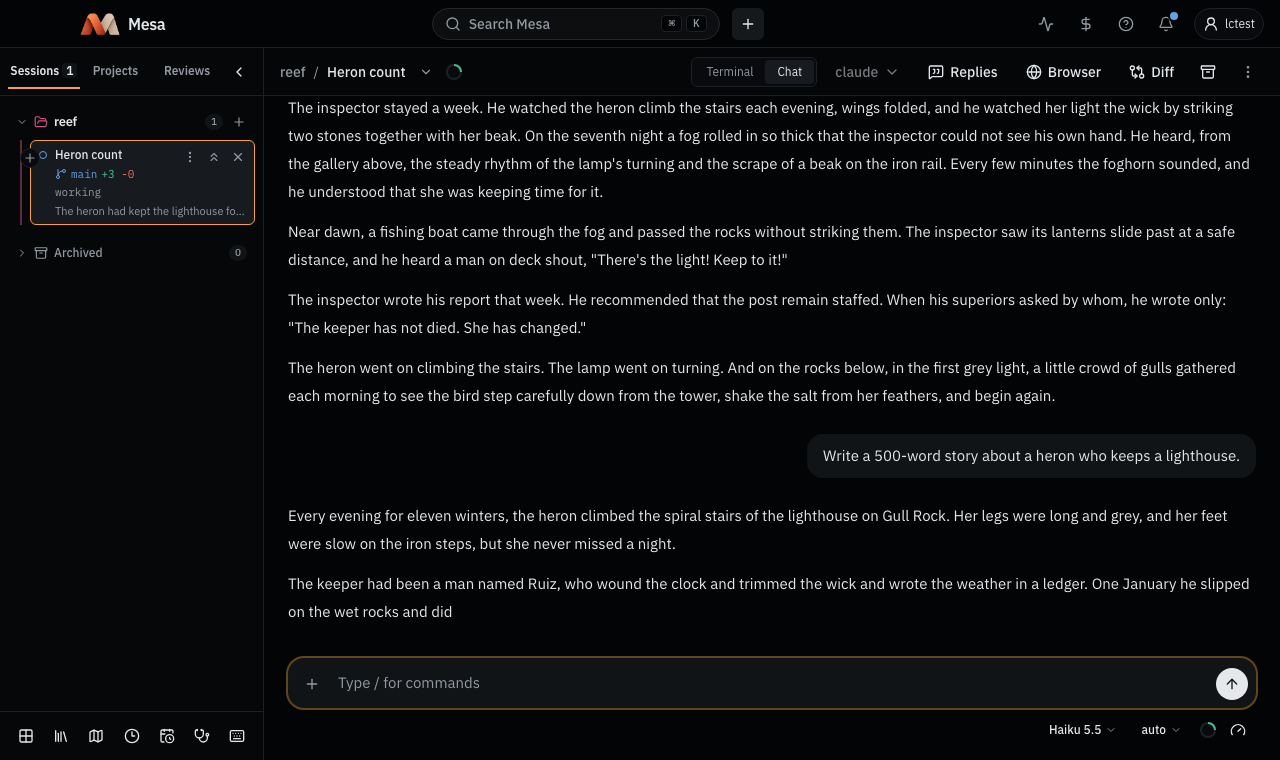 Mesa
Search Mesa
⌘ K
lctest
Sessions 1
Projects
Reviews
reef / Heron count
Terminal
Chat
claude
Replies
Browser
Diff
reef
1
Heron count
main +3 -0
working
The heron had kept the lighthouse fo...
Archived
0
The inspector stayed a week. He watched the heron climb the stairs each evening, wings folded, and he watched her light the wick by striking
two stones together with her beak. On the seventh night a fog rolled in so thick that the inspector could not see his own hand. He heard, from
the gallery above, the steady rhythm of the lamp's turning and the scrape of a beak on the iron rail. Every few minutes the foghorn sounded, and
he understood that she was keeping time for it.
Near dawn, a fishing boat came through the fog and passed the rocks without striking them. The inspector saw its lanterns slide past at a safe
distance, and he heard a man on deck shout, "There's the light! Keep to it!"
The inspector wrote his report that week. He recommended that the post remain staffed. When his superiors asked by whom, he wrote only:
"The keeper has not died. She has changed."
The heron went on climbing the stairs. The lamp went on turning. And on the rocks below, in the first grey light, a little crowd of gulls gathered
each morning to see the bird step carefully down from the tower, shake the salt from her feathers, and begin again.
Write a 500-word story about a heron who keeps a lighthouse.
Every evening for eleven winters, the heron climbed the spiral stairs of the lighthouse on Gull Rock. Her legs were long and grey, and her feet
were slow on the iron steps, but she never missed a night.
The keeper had been a man named Ruiz, who wound the clock and trimmed the wick and wrote the weather in a ledger. One January he slipped
on the wet rocks and did
Type / for commands
Haiku 5.5
auto